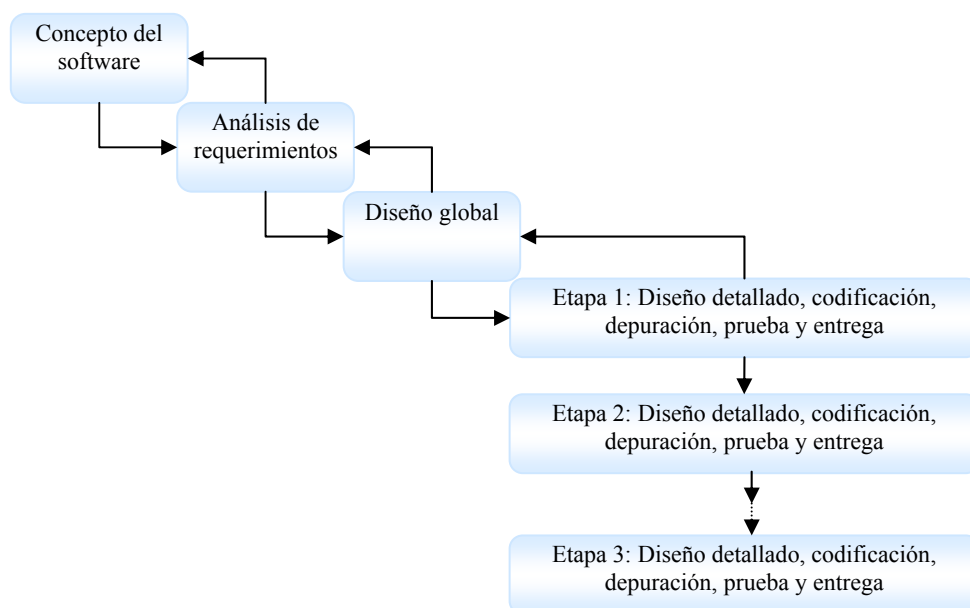 Concepto del
software
Análisis de
requerimientos
Diseño global
Etapa 1: Diseño detallado, codificación,
depuración, prueba y entrega
Etapa 2: Diseño detallado, codificación,
depuración, prueba y entrega
Etapa 3: Diseño detallado, codificación,
depuración, prueba y entrega